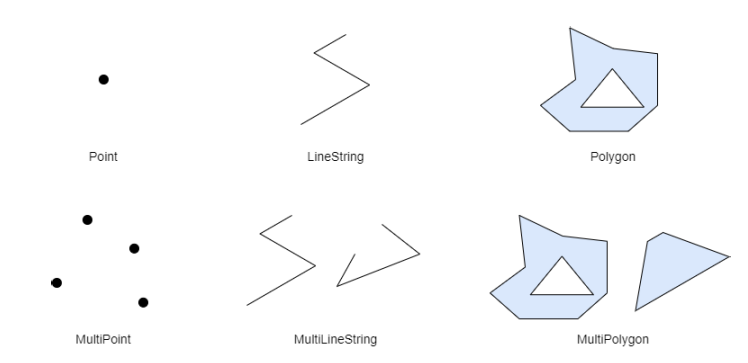 Point
LineString
Polygon
MultiPoint
MultiLineString
MultiPolygon